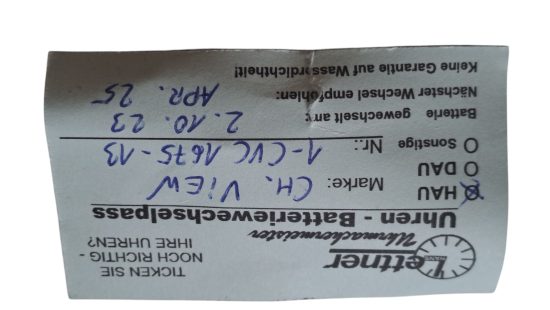 Lettner
HANS
Uhrmachermeister
TICKEN SIE
NOCH RICHTIG -
IHRE UHREN?
Uhren - Batteriewechselpass
HAU
Marke: CH. VIEW
DAU
Sonstige Nr.: 1-CVC 1675-13
Batterie gewechselt am: 2. 10. 23
Nächster Wechsel empfohlen: APR. 25
Keine Garantie auf Wasserdichtheit!